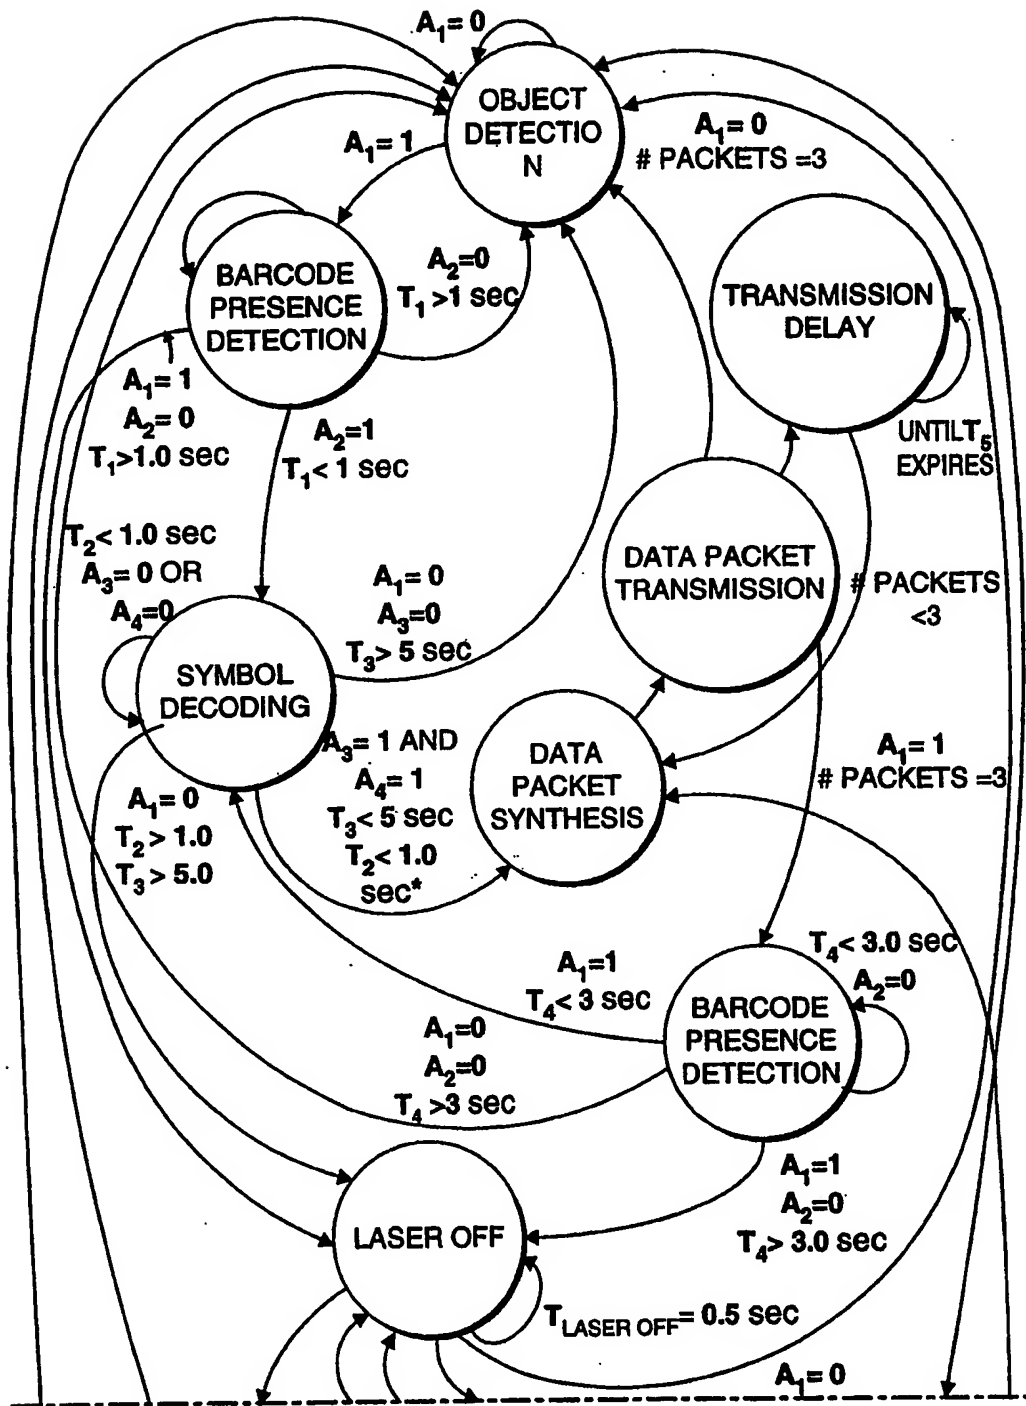 A₁= 0
OBJECT
DETECTIO
N
A₁= 0
# PACKETS =3
A₁= 1
BARCODE
PRESENCE
DETECTION
A₂=0
T₁ >1 sec
TRANSMISSION
DELAY
A₁= 1
A₂= 0
T₁>1.0 sec
A₂=1
T₁< 1 sec
UNTILT₅
EXPIRES
T₂< 1.0 sec
A₃= 0 OR
A₄=0
A₁= 0
A₃=0
T₃> 5 sec
DATA PACKET
TRANSMISSION
# PACKETS
<3
SYMBOL
DECODING
A₃= 1 AND
A₄= 1
T₃< 5 sec
T₂< 1.0
sec*
DATA
PACKET
SYNTHESIS
A₁= 1
# PACKETS =3
A₁= 0
T₂> 1.0
T₃> 5.0
A₁=1
T₄< 3 sec
T₄< 3.0 sec
A₂=0
BARCODE
PRESENCE
DETECTION
A₁=0
A₂=0
T₄ >3 sec
A₁=1
A₂=0
T₄> 3.0 sec
LASER OFF
T LASER OFF= 0.5 sec
A₁= 0